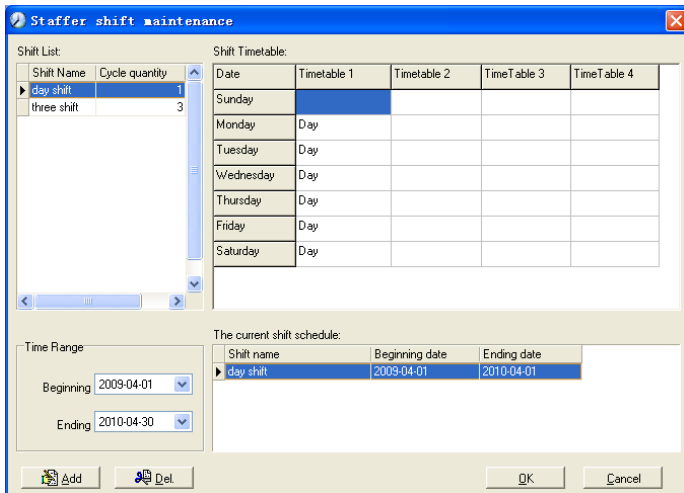 Staffer shift maintenance
Shift List:
Shift Name Cycle quantity
day shift 1
three shift 3
Shift Timetable:
Date Timetable 1 Timetable 2 TimeTable 3 TimeTable 4
Sunday
Monday Day
Tuesday Day
Wednesday Day
Thursday Day
Friday Day
Saturday Day
Time Range
Beginning 2009-04-01
Ending 2010-04-30
The current shift schedule:
Shift name Beginning date Ending date
day shift 2009-04-01 2010-04-01
Add Del. OK Cancel